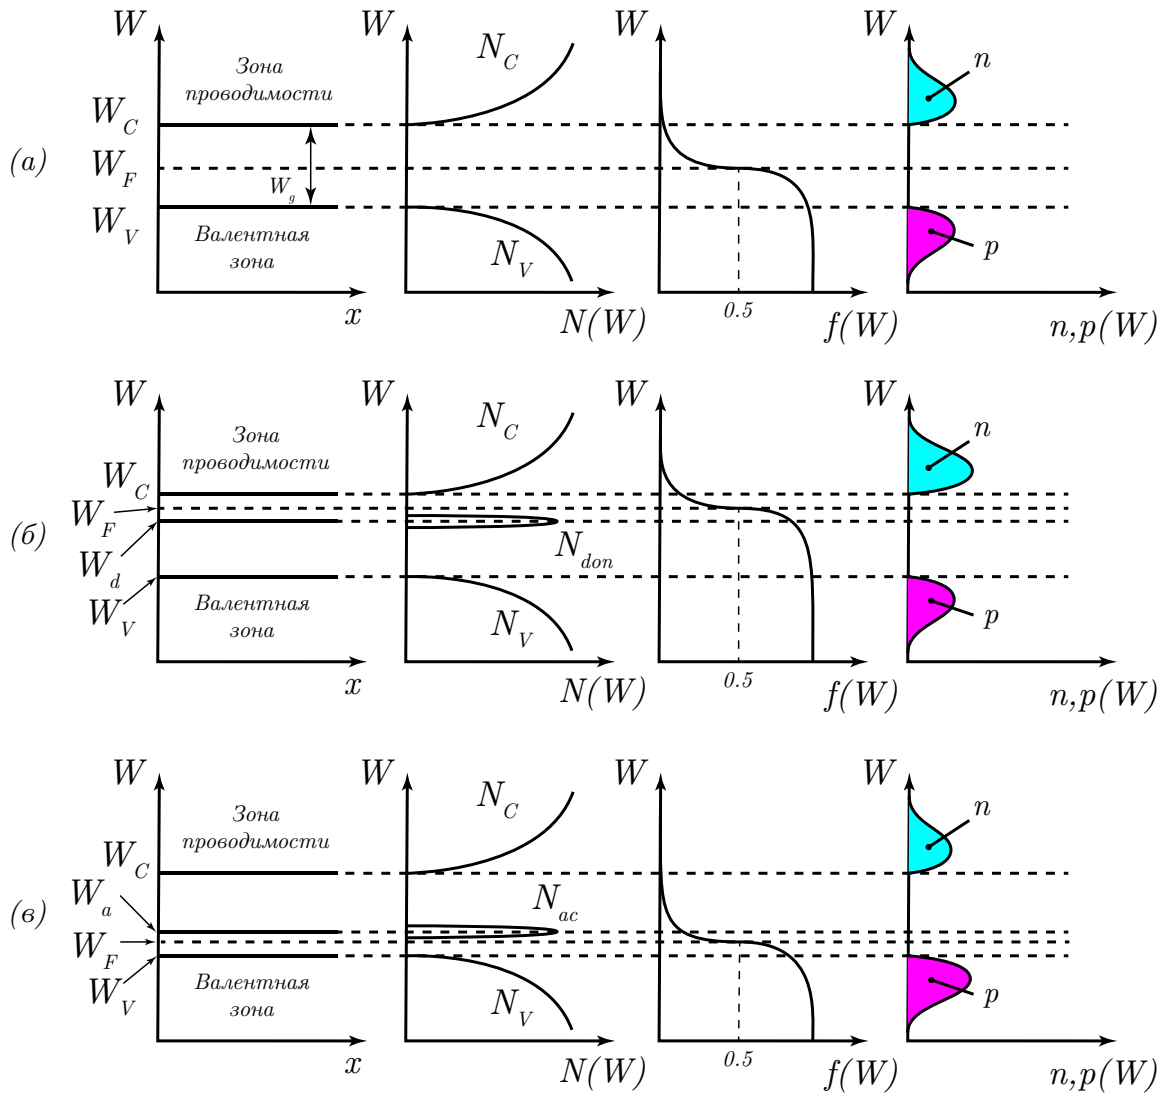 W
W
W
W
Зона
проводимости
N_C
n
W_C
(а)
W_F
W_g
W_V
Валентная
зона
N_V
p
x
N(W)
0.5
f(W)
n,p(W)
W
W
W
W
Зона
проводимости
N_C
n
W_C
W_F
(б)
W_d
N_don
W_V
Валентная
зона
N_V
p
x
N(W)
0.5
f(W)
n,p(W)
W
W
W
W
Зона
проводимости
N_C
n
W_C
W_a
N_ac
(в)
W_F
W_V
Валентная
зона
N_V
p
x
N(W)
0.5
f(W)
n,p(W)